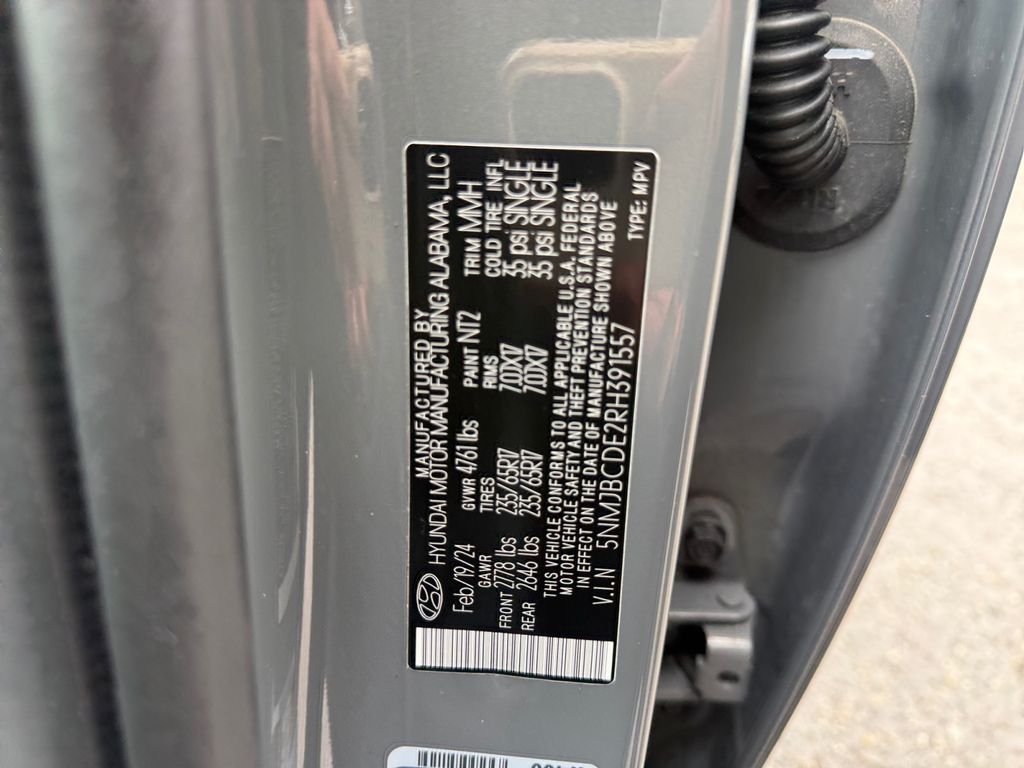 MANUFACTURED BY
HYUNDAI MOTOR MANUFACTURING ALABAMA, LLC
Feb/19/24 GVWR 4761 lbs PAINT NT2 TRIM MMH
GAWR TIRES RIMS COLD TIRE INFL
FRONT 2778 lbs 235/65R17 7.0JX17 35 psi SINGLE
REAR 2646 lbs 235/65R17 7.0JX17 35 psi SINGLE
THIS VEHICLE CONFORMS TO ALL APPLICABLE U.S.A. FEDERAL
MOTOR VEHICLE SAFETY AND THEFT PREVENTION STANDARDS
IN EFFECT ON THE DATE OF MANUFACTURE SHOWN ABOVE
V.I.N 5NMJBCDE2RH391557 TYPE: MPV